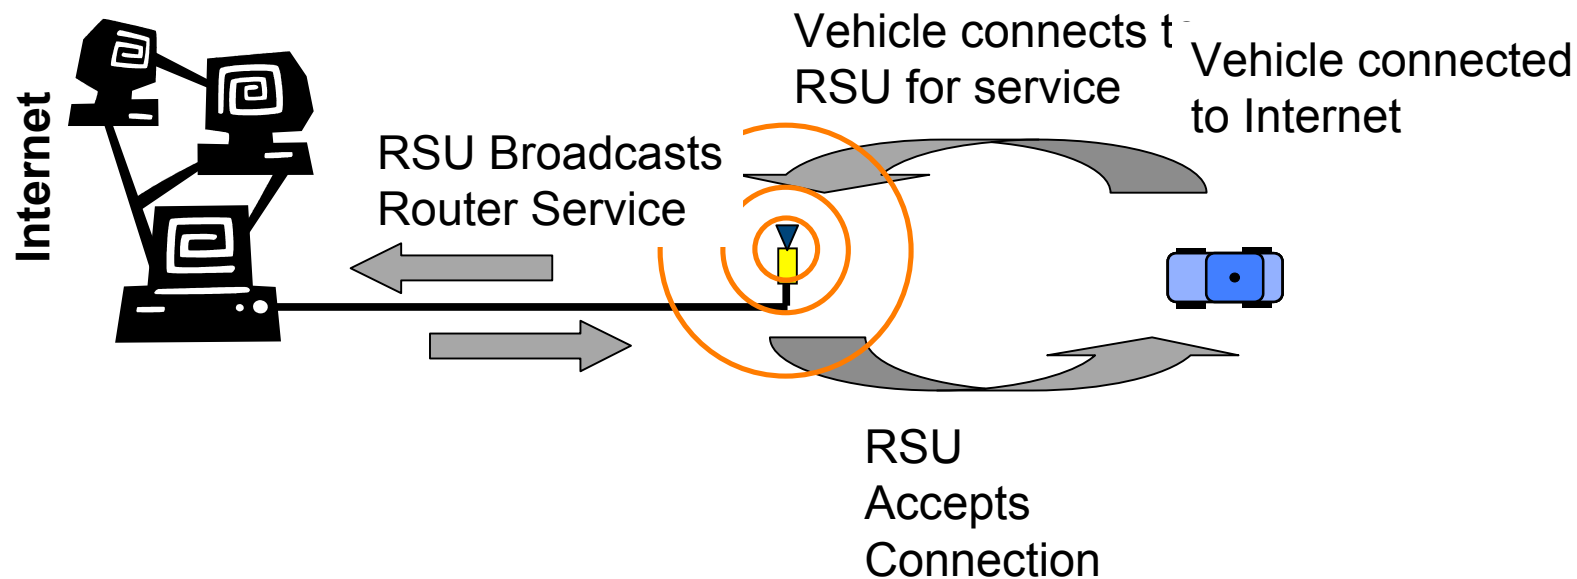 Internet
RSU Broadcasts
Router Service
Vehicle connects
RSU for service
Vehicle connected
to Internet
RSU
Accepts
Connection